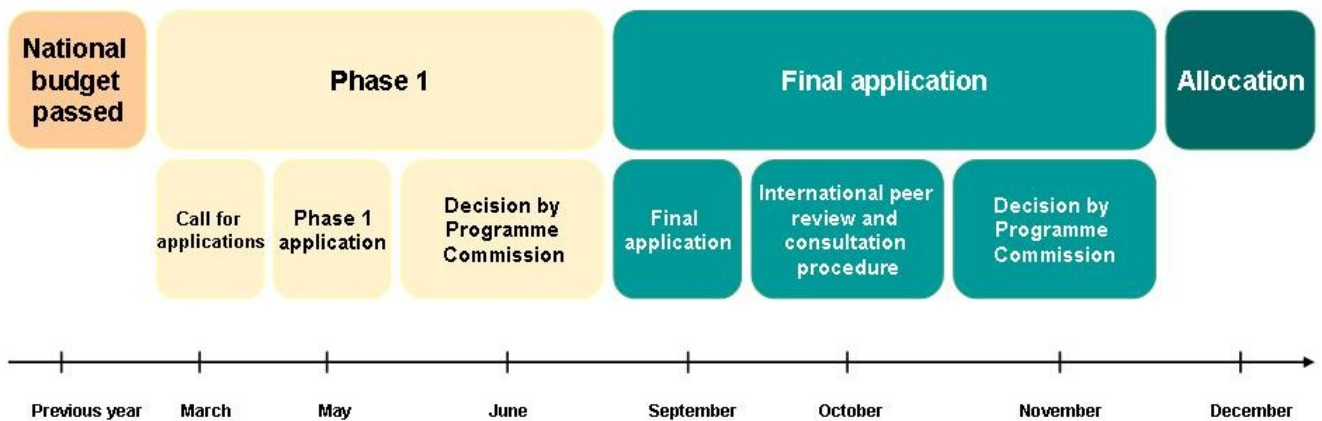 National
budget
passed
Phase 1
Final application
Allocation
Call for
applications
Phase 1
application
Decision by
Programme
Commission
Final
application
International peer
review and
consultation
procedure
Decision by
Programme
Commission
Previous year
March
May
June
September
October
November
December